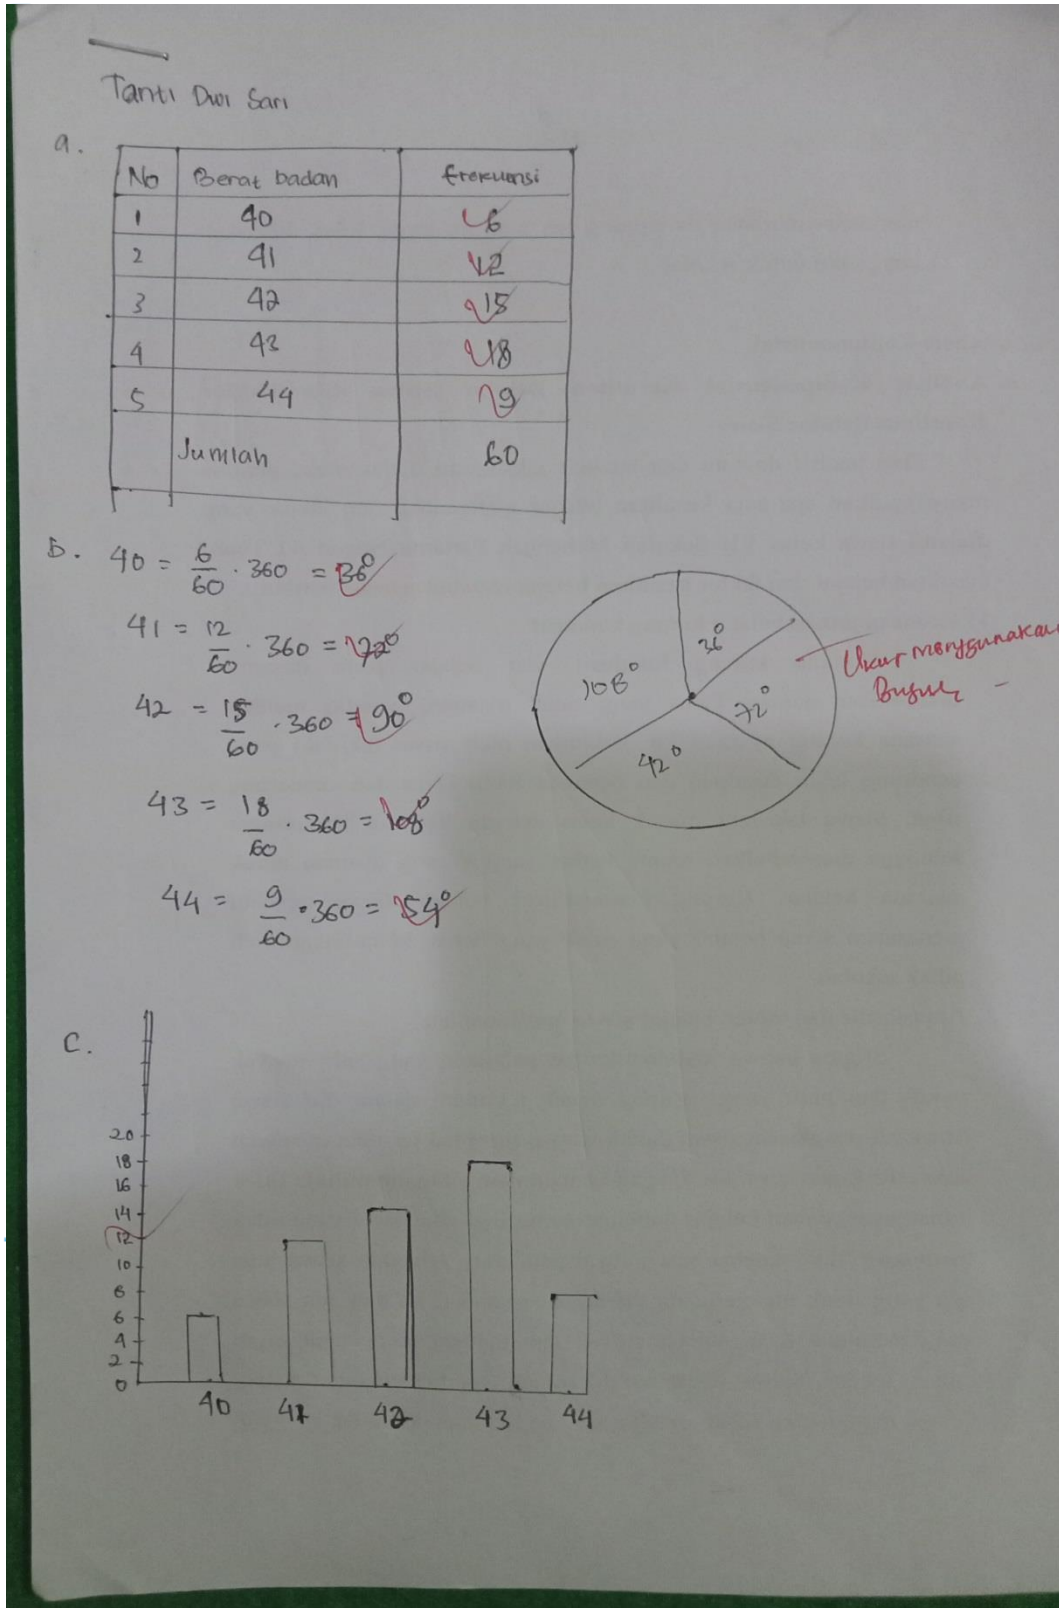 Tanti Dwi Sari
a.
No Berat badan frekuensi
1 40 6
2 41 12
3 42 15
4 43 18
5 44 9
Jumlah 60
b. 40 = 6/60 . 360 = 36°
41 = 12/60 . 360 = 72°
42 = 15/60 . 360 = 90°
43 = 18/60 . 360 = 108°
44 = 9/60 . 360 = 54°
36°
108°
72°
42°
Ukur menggunakan
Busur
C.
20
18
16
14
12
10
8
6
4
2
0
40 41 42 43 44